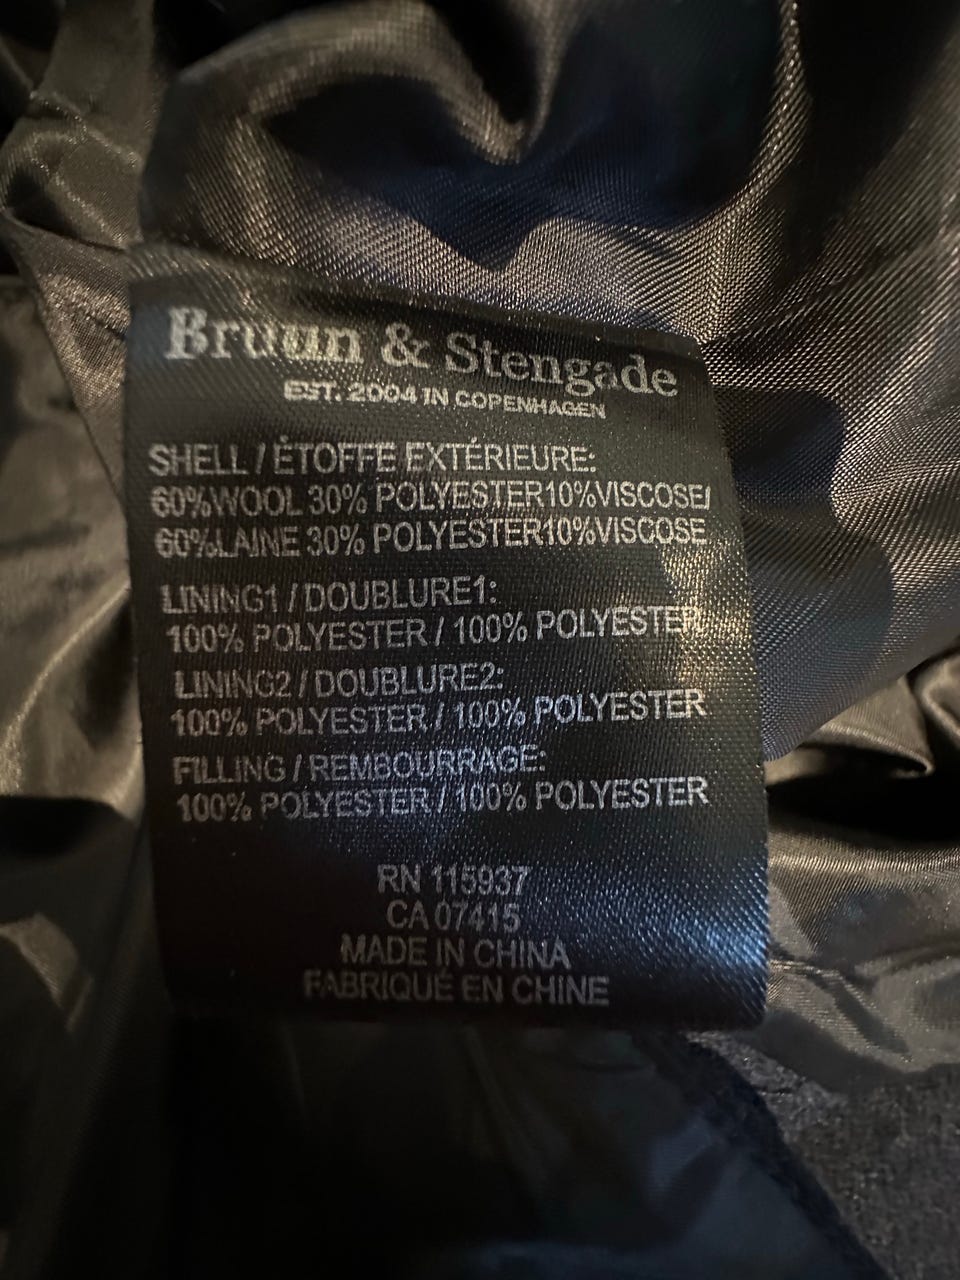 Bruun & Stengade
EST. 2004 IN COPENHAGEN
SHELL / ÉTOFFE EXTÉRIEURE:
60%WOOL 30% POLYESTER10%VISCOSE/
60%LAINE 30% POLYESTER10%VISCOSE
LINING1 / DOUBLURE1:
100% POLYESTER / 100% POLYESTER
LINING2 / DOUBLURE2:
100% POLYESTER / 100% POLYESTER
FILLING / REMBOURRAGE:
100% POLYESTER / 100% POLYESTER
RN 115937
CA 07415
MADE IN CHINA
FABRIQUÉ EN CHINE